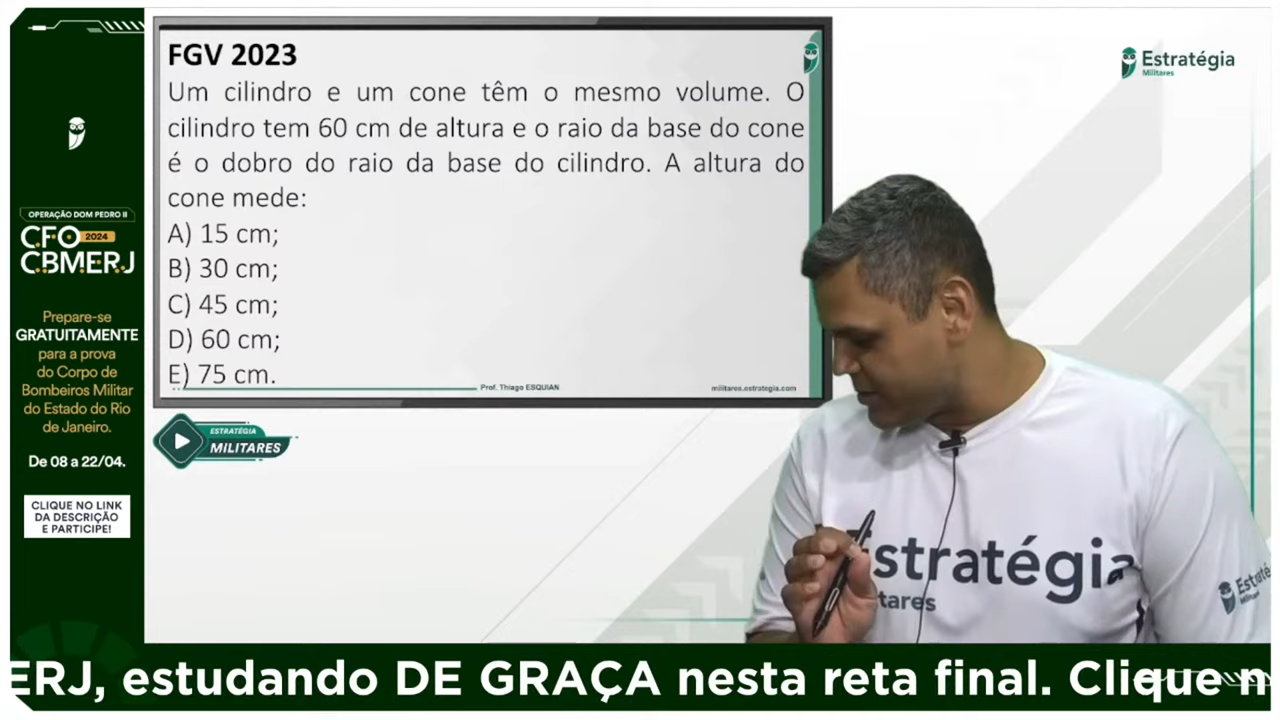 FGV 2023
Um cilindro e um cone têm o mesmo volume. O
cilindro tem 60 cm de altura e o raio da base do cone
é o dobro do raio da base do cilindro. A altura do
cone mede:
A) 15 cm;
B) 30 cm;
C) 45 cm;
D) 60 cm;
E) 75 cm.
Prof. Thiago ESQUIAN
militares.estrategia.com
Estratégia
Militares
OPERAÇÃO DOM PEDRO II
CFO 2024
CBMERJ
Prepare-se
GRATUITAMENTE
para a prova
do Corpo de
Bombeiros Militar
do Estado do Rio
de Janeiro.
De 08 a 22/04.
CLIQUE NO LINK
DA DESCRIÇÃO
E PARTICIPE!
ESTRATÉGIA
MILITARES
Estratégia
tares
Estraté
ERJ, estudando DE GRAÇA nesta reta final. Clique n